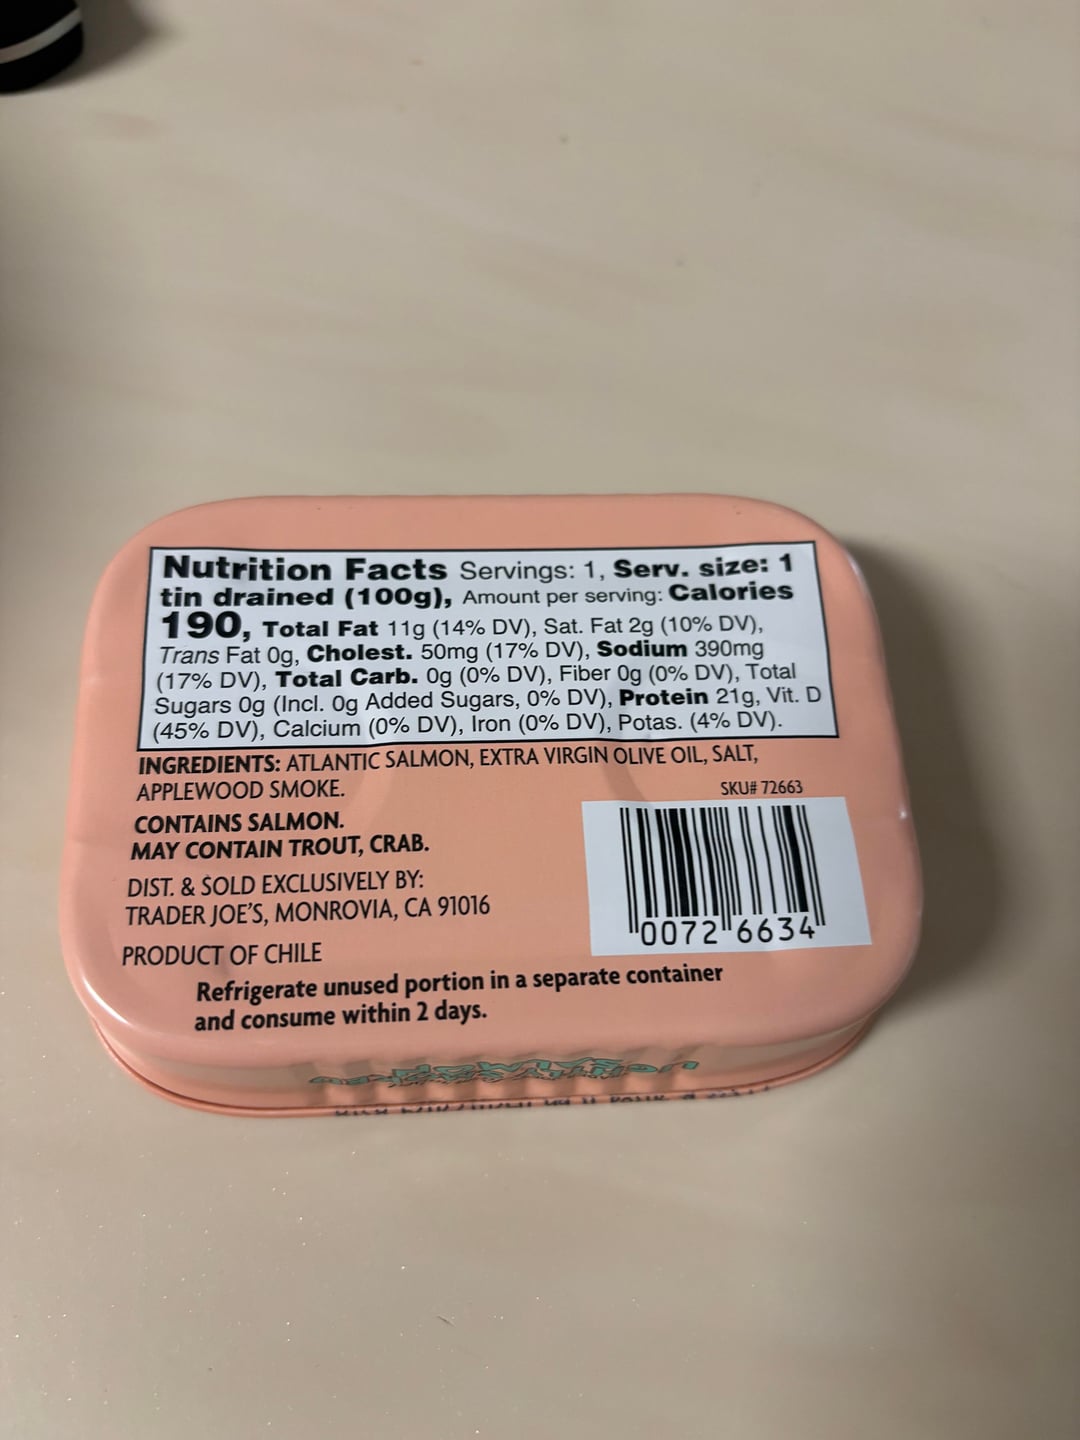 Nutrition Facts Servings: 1, Serv. size: 1
tin drained (100g), Amount per serving: Calories
190, Total Fat 11g (14% DV), Sat. Fat 2g (10% DV),
Trans Fat 0g, Cholest. 50mg (17% DV), Sodium 390mg
(17% DV), Total Carb. 0g (0% DV), Fiber 0g (0% DV), Total
Sugars 0g (Incl. 0g Added Sugars, 0% DV), Protein 21g, Vit. D
(45% DV), Calcium (0% DV), Iron (0% DV), Potas. (4% DV).
INGREDIENTS: ATLANTIC SALMON, EXTRA VIRGIN OLIVE OIL, SALT,
APPLEWOOD SMOKE.
SKU# 72663
CONTAINS SALMON.
MAY CONTAIN TROUT, CRAB.
DIST. & SOLD EXCLUSIVELY BY:
TRADER JOE'S, MONROVIA, CA 91016
0072 6634
PRODUCT OF CHILE
Refrigerate unused portion in a separate container
and consume within 2 days.